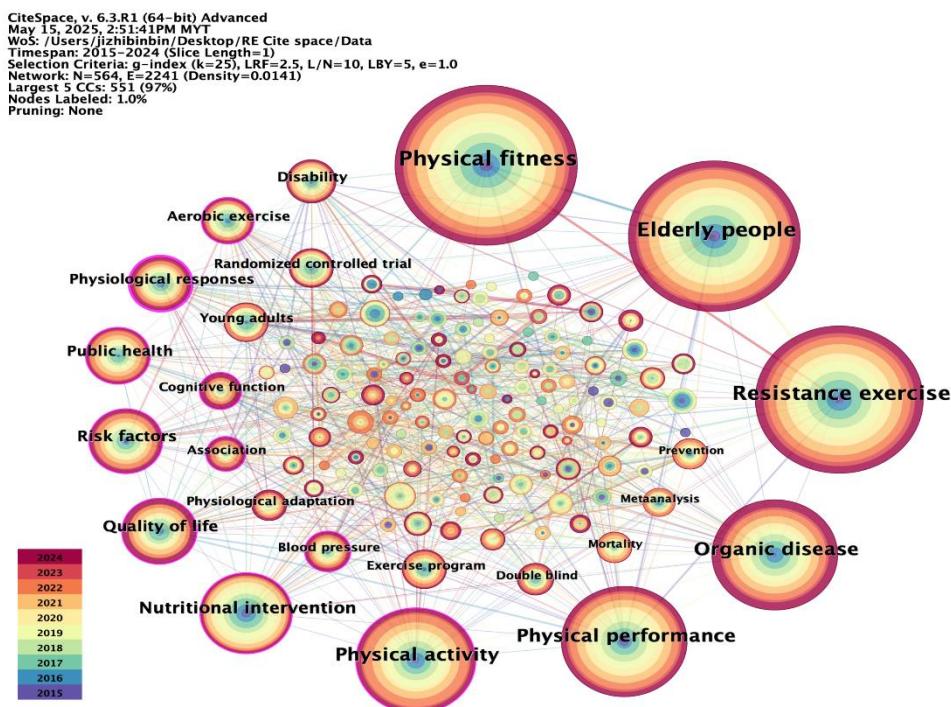 CiteSpace, v. 6.3.R1 (64-bit) Advanced
May 15, 2025, 2:51:41PM MYT
WoS: /Users/jizhibinbin/Desktop/RE Cite space/Data
Timespan: 2015-2024 (Slice Length=1)
Selection Criteria: g-index (k=25), LRF=2.5, L/N=10, LBY=5, e=1.0
Network: N=564, E=2241 (Density=0.0141)
Largest 5 CCs: 551 (97%)
Nodes Labeled: 1.0%
Pruning: None
Physical fitness
Disability
Aerobic exercise
Elderly people
Randomized controlled trial
Physiological responses
Young adults
Public health
Cognitive function
Resistance exercise
Risk factors
Association
Prevention
Physiological adaptation
Metaanalysis
Quality of life
Blood pressure
Mortality
Organic disease
Exercise program
Double blind
Nutritional intervention
Physical performance
Physical activity
2024
2023
2022
2021
2020
2019
2018
2017
2016
2015